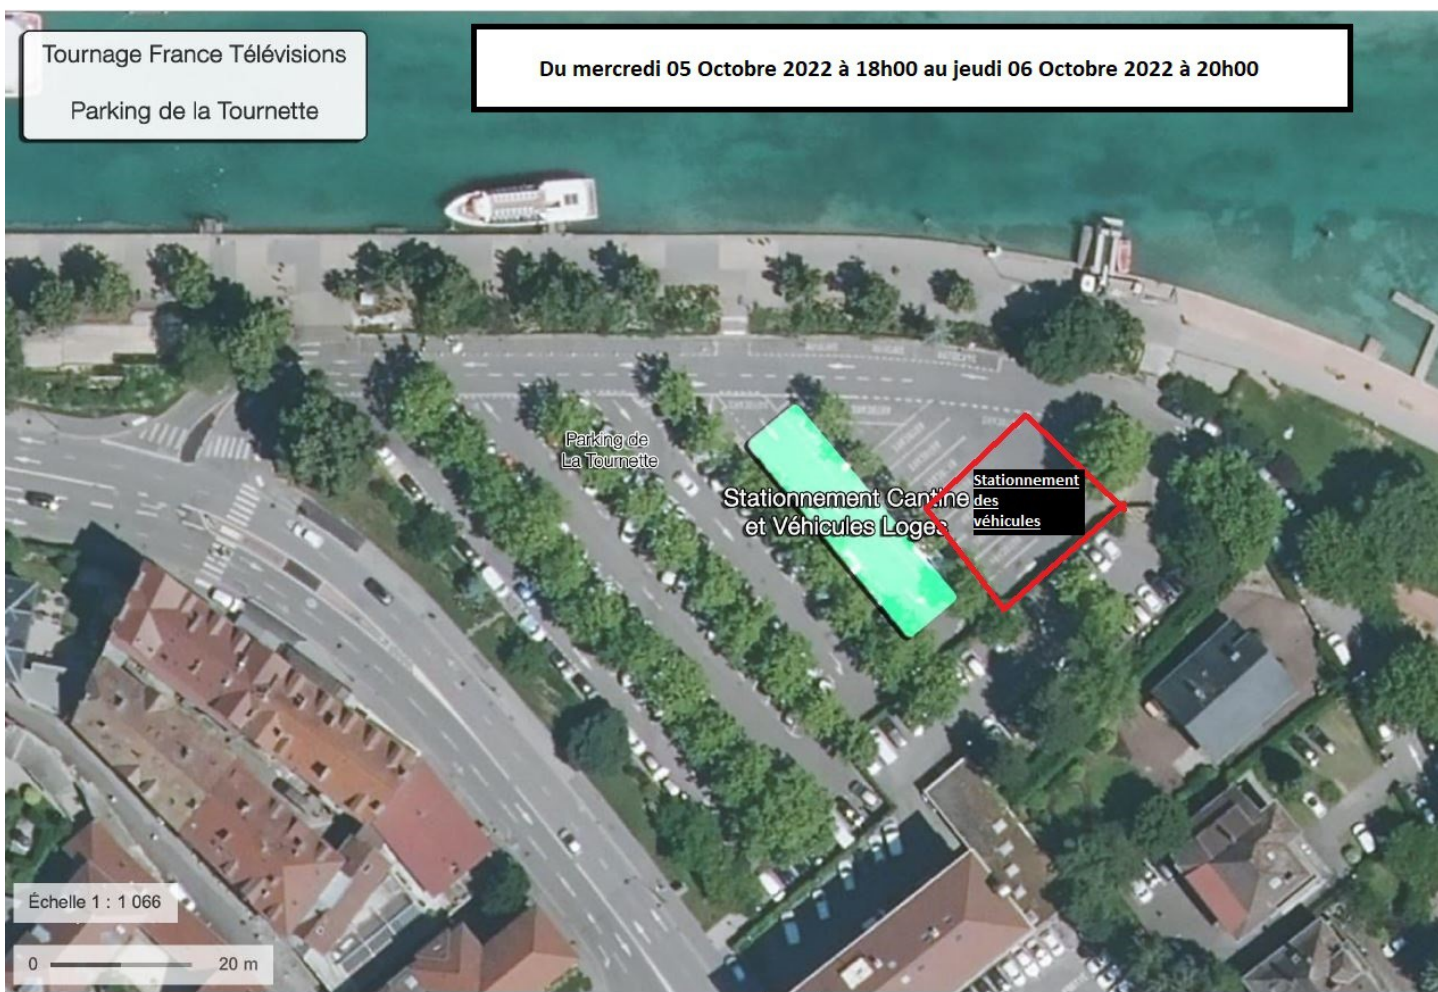 Tournage France Télévisions
Parking de la Tournette
Du mercredi 05 Octobre 2022 à 18h00 au jeudi 06 Octobre 2022 à 20h00
Parking de
La Tournette
Stationnement Cantine
et Véhicules Loges
Stationnement
des
véhicules
Échelle 1 : 1 066
0 20 m